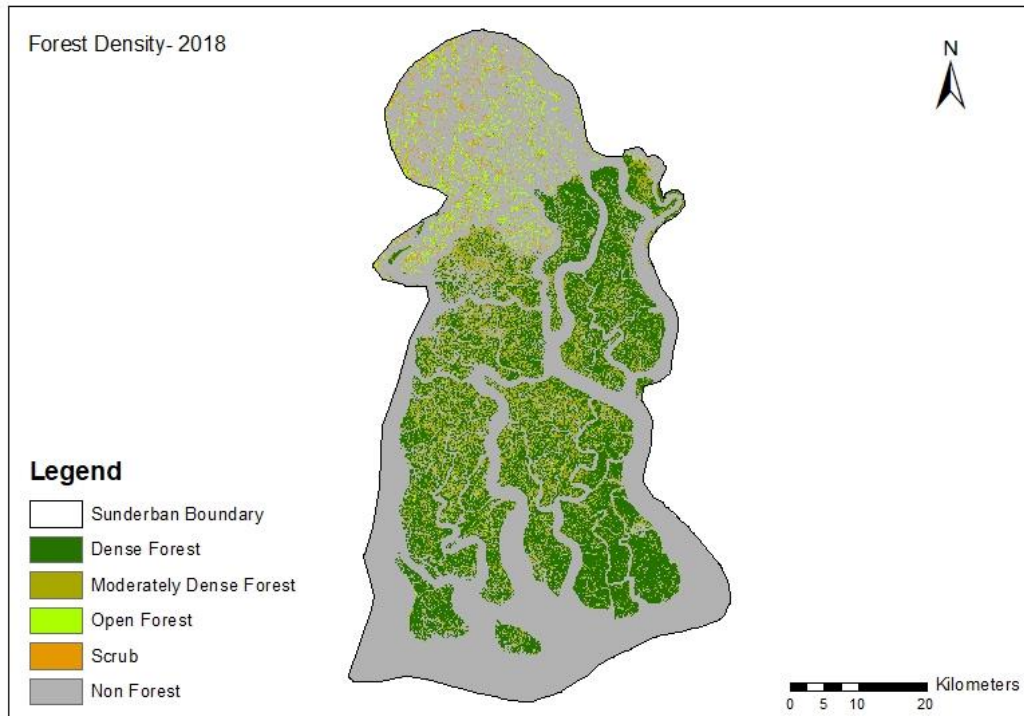 Forest Density- 2018
N
Legend
Sunderban Boundary
Dense Forest
Moderately Dense Forest
Open Forest
Scrub
Non Forest
Kilometers
0 5 10 20